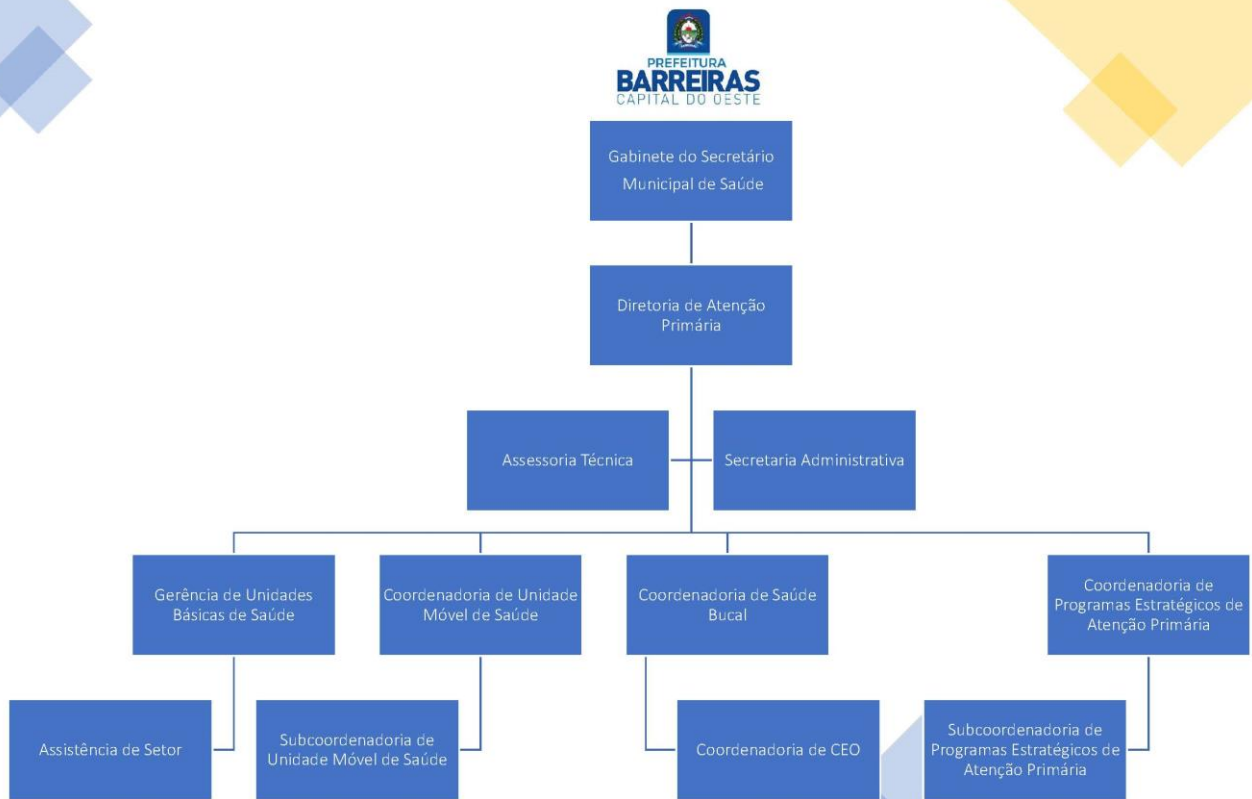 PREFEITURA
BARREIRAS
CAPITAL DO OESTE
Gabinete do Secretário
Municipal de Saúde
Diretoria de Atenção
Primária
Assessoria Técnica
Secretaria Administrativa
Gerência de Unidades
Básicas de Saúde
Coordenadoria de Unidade
Móvel de Saúde
Coordenadoria de Saúde
Bucal
Coordenadoria de
Programas Estratégicos de
Atenção Primária
Assistência de Setor
Subcoordenadoria de
Unidade Móvel de Saúde
Coordenadoria de CEO
Subcoordenadoria de
Programas Estratégicos de
Atenção Primária